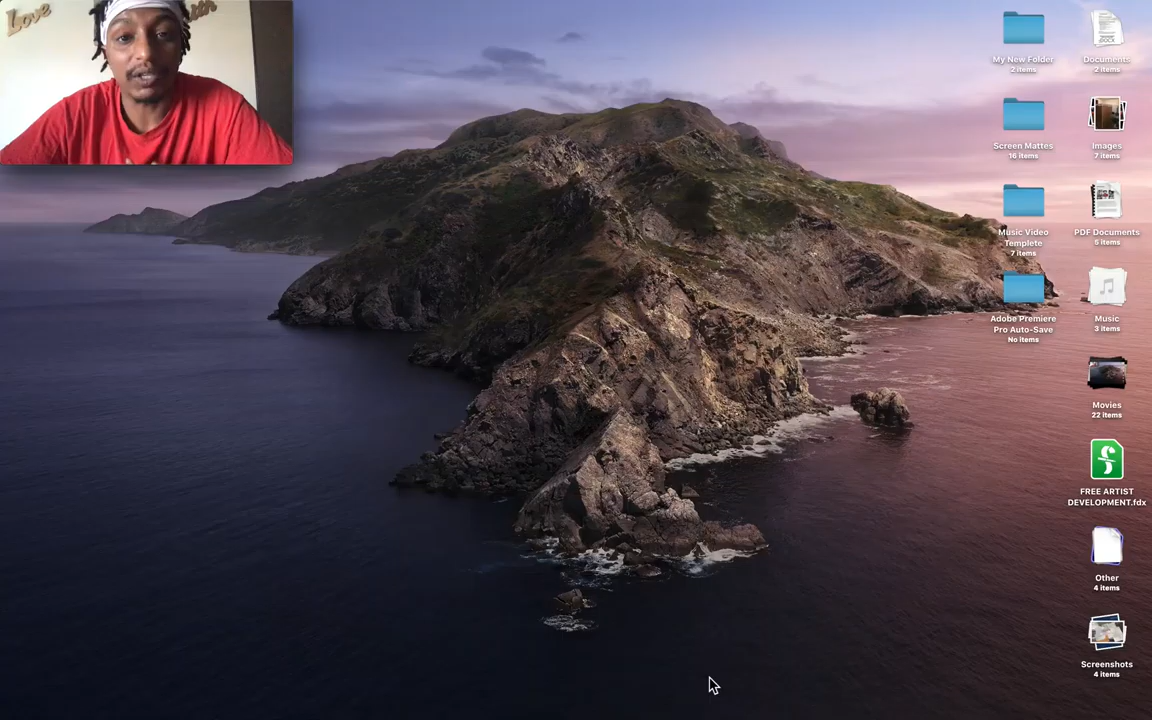 Love
My New Folder
2 items
Documents
2 items
Screen Mattes
16 items
Images
7 items
Music Video
Templete
7 items
PDF Documents
5 items
Adobe Premiere
Pro Auto-Save
No items
Music
3 items
Movies
22 items
FREE ARTIST
DEVELOPMENT.fdx
Other
4 items
Screenshots
4 items